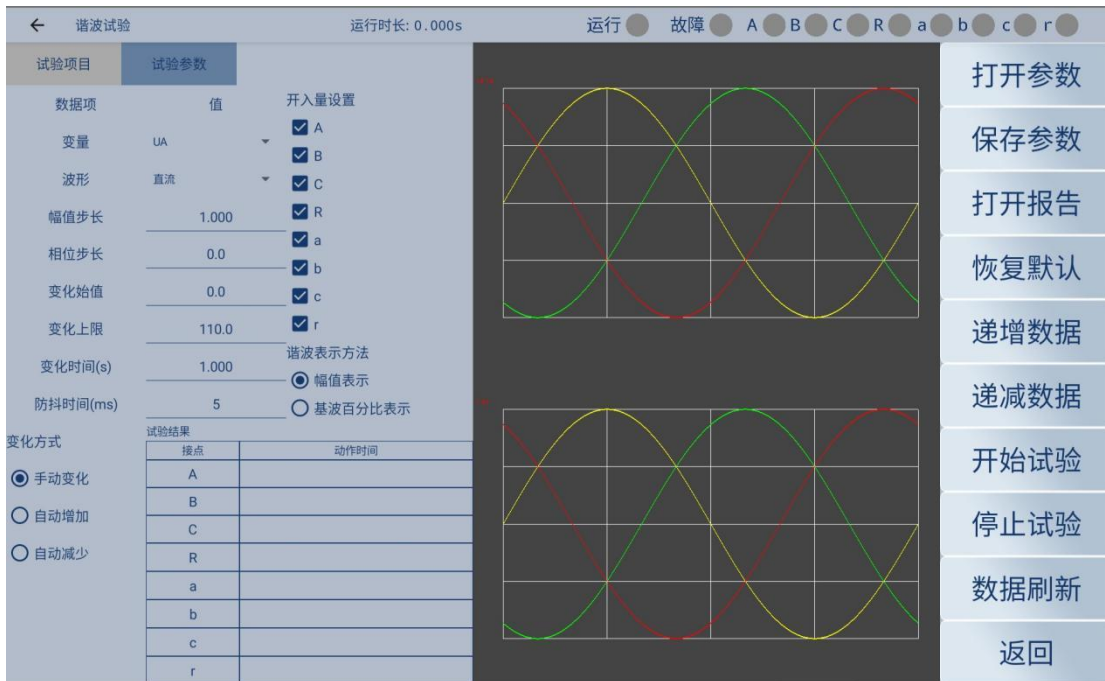 谐波试验 运行时长: 0.000s 运行 故障 A B C R a b c r
试验项目 试验参数
数据项 值
变量 UA
波形 直流
幅值步长 1.000
相位步长 0.0
变化始值 0.0
变化上限 110.0
变化时间(s) 1.000
防抖时间(ms) 5
变化方式
手动变化
自动增加
自动减少
开入量设置
A
B
C
R
a
b
c
r
谐波表示方法
幅值表示
基波百分比表示
试验结果
接点 动作时间
A
B
C
R
a
b
c
r
打开参数
保存参数
打开报告
恢复默认
递增数据
递减数据
开始试验
停止试验
数据刷新
返回